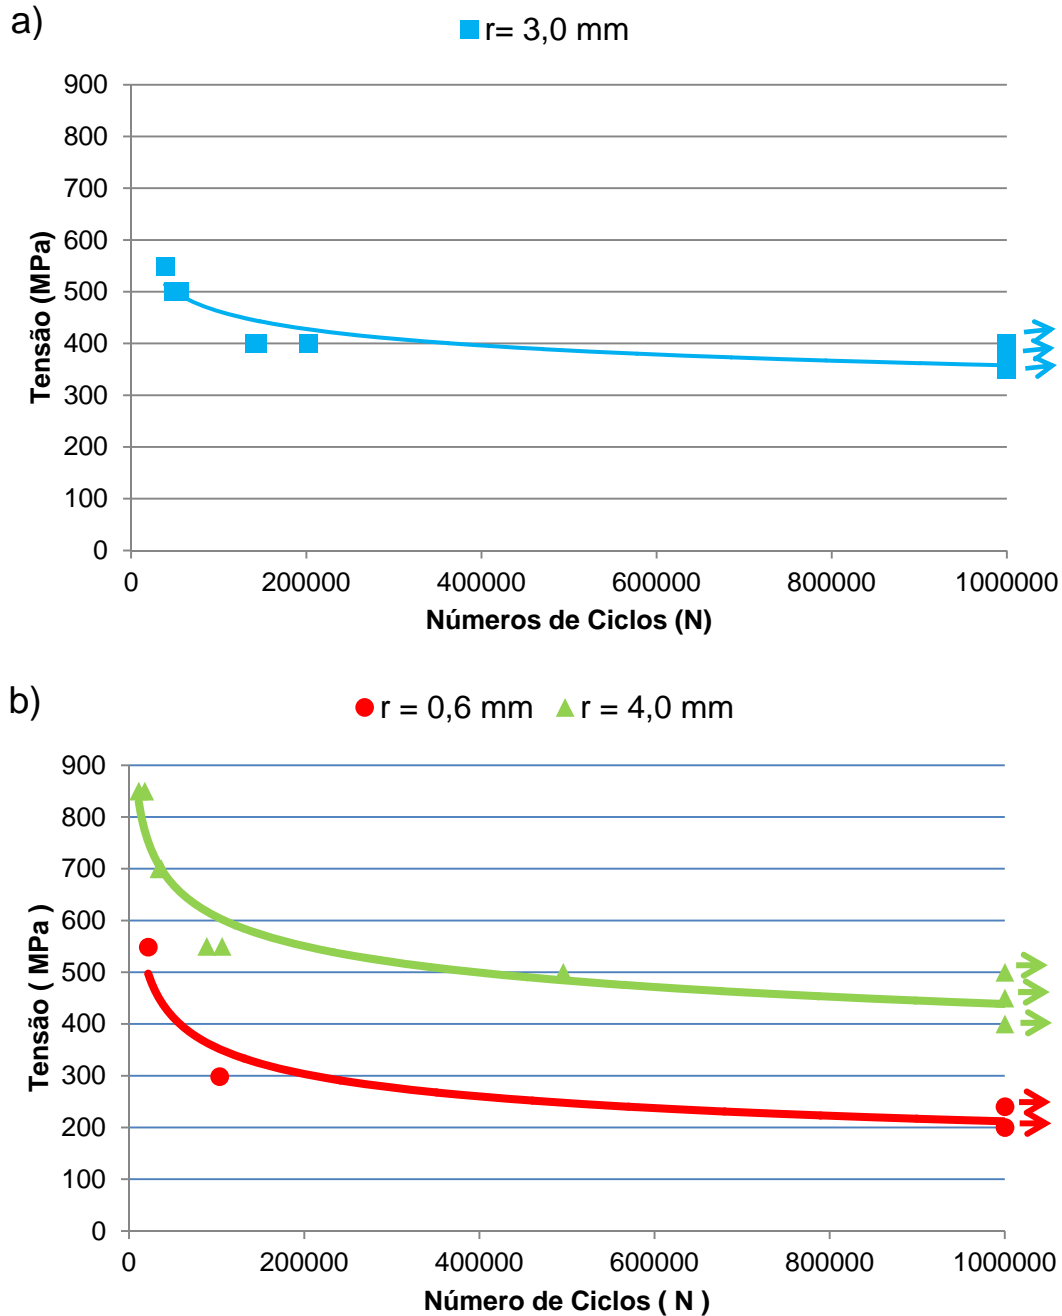 a)
r= 3,0 mm
900
800
700
600
500
400
300
200
100
0
Tensão (MPa)
0 200000 400000 600000 800000 1000000
Números de Ciclos (N)
b)
r = 0,6 mm r = 4,0 mm
900
800
700
600
500
400
300
200
100
0
Tensão ( MPa )
0 200000 400000 600000 800000 1000000
Número de Ciclos ( N )